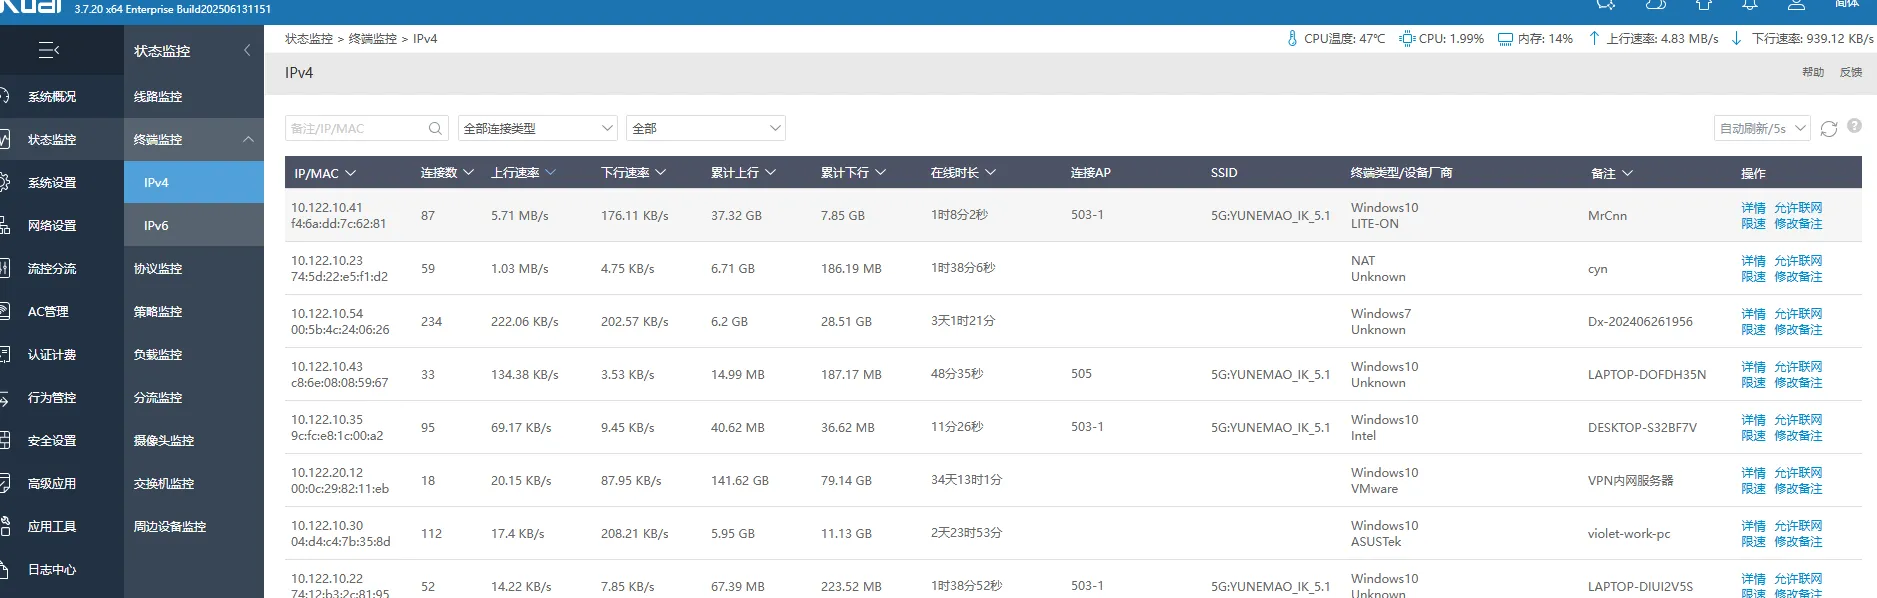 3.7.20 x64 Enterprise Build202506131151
简体
状态监控
线路监控
终端监控
IPv4
IPv6
协议监控
策略监控
负载监控
分流监控
摄像头监控
交换机监控
周边设备监控
系统概况
状态监控
系统设置
网络设置
流控分流
AC管理
认证计费
行为管控
安全设置
高级应用
应用工具
日志中心
状态监控 > 终端监控 > IPv4
CPU温度: 47℃ CPU: 1.99% 内存: 14% 上行速率: 4.83 MB/s 下行速率: 939.12 KB/s
IPv4
帮助 反馈
备注/IP/MAC 全部连接类型 全部 自动刷新/5s
IP/MAC 连接数 上行速率 下行速率 累计上行 累计下行 在线时长 连接AP SSID 终端类型/设备厂商 备注 操作
10.122.10.41 Windows10 详情 允许联网
87 5.71 MB/s 176.11 KB/s 37.32 GB 7.85 GB 1时8分2秒 503-1 5G:YUNEMAO_IK_5.1 MrCnn
f4:6a:dd:7c:62:81 LITE-ON 限速 修改备注
10.122.10.23 NAT 详情 允许联网
59 1.03 MB/s 4.75 KB/s 6.71 GB 186.19 MB 1时38分6秒 cyn
74:5d:22:e5:f1:d2 Unknown 限速 修改备注
10.122.10.54 Windows7 详情 允许联网
234 222.06 KB/s 202.57 KB/s 6.2 GB 28.51 GB 3天1时21分 Dx-202406261956
00:5b:4c:24:06:26 Unknown 限速 修改备注
10.122.10.43 Windows10 详情 允许联网
33 134.38 KB/s 3.53 KB/s 14.99 MB 187.17 MB 48分35秒 505 5G:YUNEMAO_IK_5.1 LAPTOP-DOFDH35N
c8:6e:08:08:59:67 Unknown 限速 修改备注
10.122.10.35 Windows10 详情 允许联网
95 69.17 KB/s 9.45 KB/s 40.62 MB 36.62 MB 11分26秒 503-1 5G:YUNEMAO_IK_5.1 DESKTOP-S32BF7V
9c:fc:e8:1c:00:a2 Intel 限速 修改备注
10.122.20.12 Windows10 详情 允许联网
18 20.15 KB/s 87.95 KB/s 141.62 GB 79.14 GB 34天13时1分 VPN内网服务器
00:0c:29:82:11:eb VMware 限速 修改备注
10.122.10.30 Windows10 详情 允许联网
112 17.4 KB/s 208.21 KB/s 5.95 GB 11.13 GB 2天23时53分 violet-work-pc
04:d4:c4:7b:35:8d ASUSTek 限速 修改备注
10.122.10.22 Windows10 详情 允许联网
52 14.22 KB/s 7.85 KB/s 67.39 MB 223.52 MB 1时38分52秒 503-1 5G:YUNEMAO_IK_5.1 LAPTOP-DIUI2V5S
74:12:b3:2c:81:95 Unknown 限速 修改备注